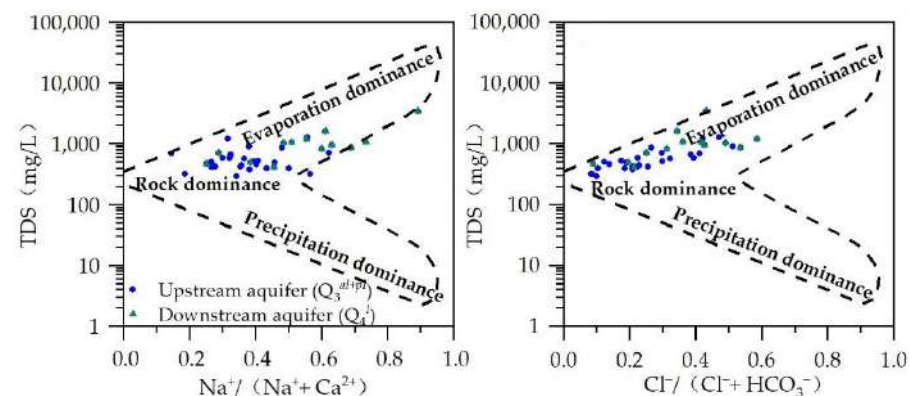 100,000
10,000
1,000
100
10
1
TDS (mg/L)
Evaporation dominance
Rock dominance
Precipitation dominance
Upstream aquifer (Q₃ᵃˡ⁺ᵖˡ)
Downstream aquifer (Q₄ˡ)
0.0 0.2 0.4 0.6 0.8 1.0
Na⁺/ (Na⁺+ Ca²⁺)
100,000
10,000
1,000
100
10
1
TDS (mg/L)
Evaporation dominance
Rock dominance
Precipitation dominance
0.0 0.2 0.4 0.6 0.8 1.0
Cl⁻/ (Cl⁻+ HCO₃⁻)